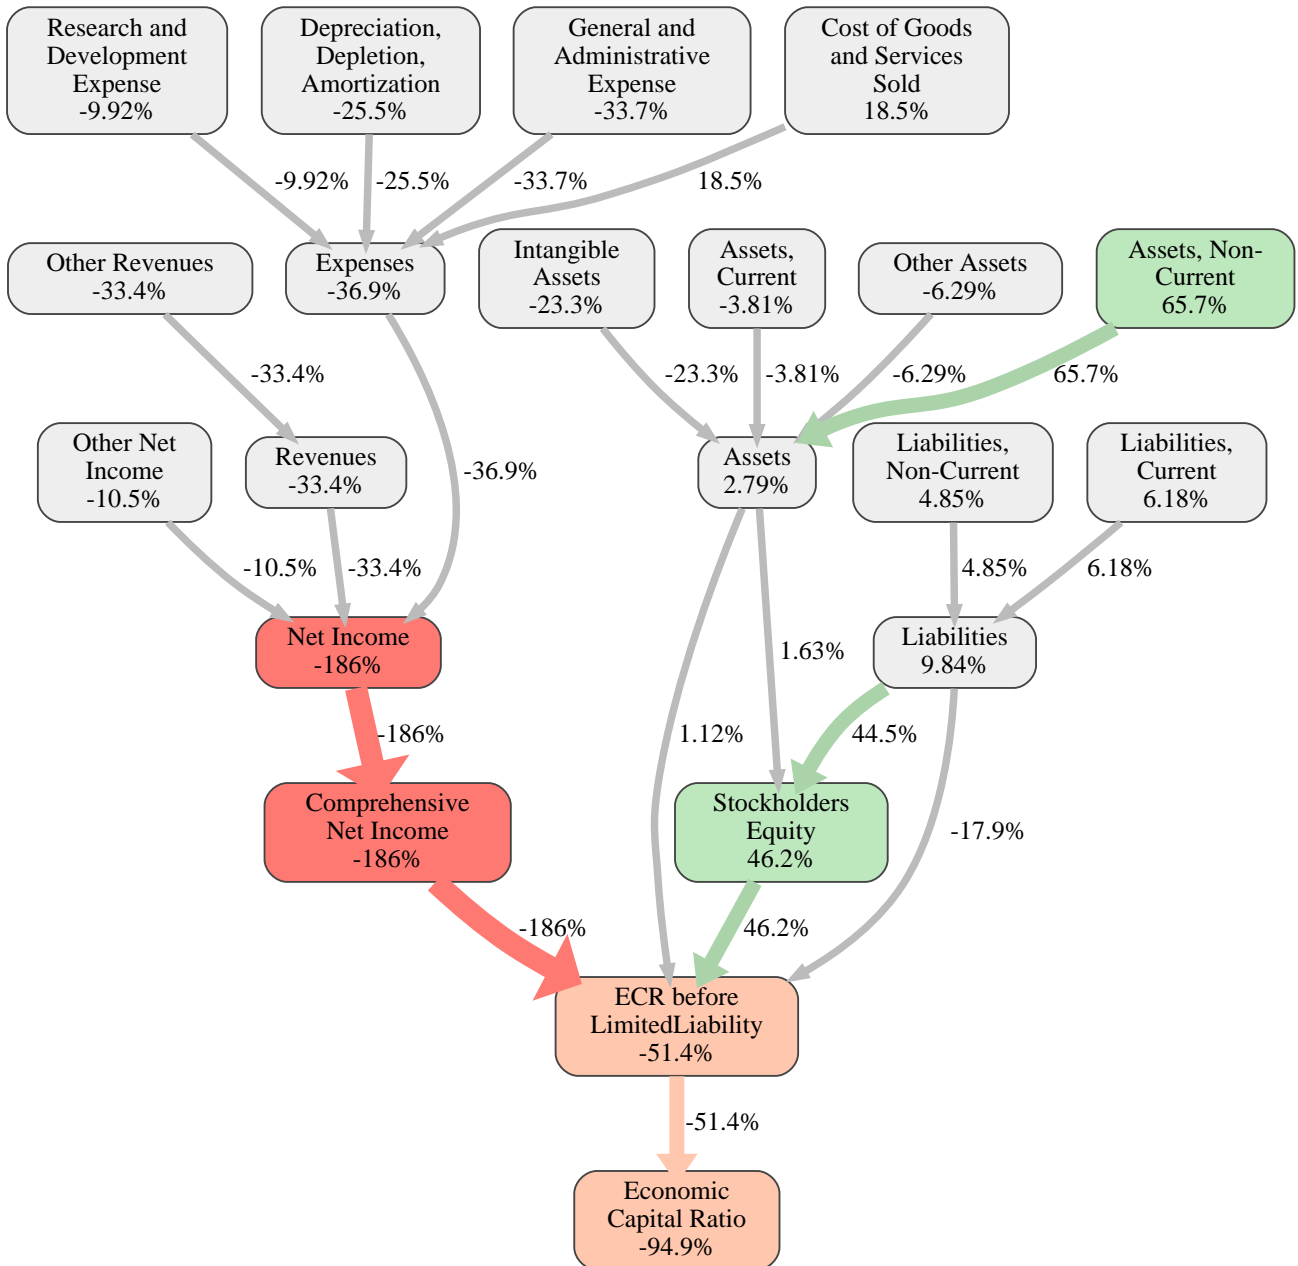 Research and
Development
Expense
-9.92%
Depreciation,
Depletion,
Amortization
-25.5%
General and
Administrative
Expense
-33.7%
Cost of Goods
and Services
Sold
18.5%
-9.92%
-25.5%
-33.7%
18.5%
Other Revenues
-33.4%
Expenses
-36.9%
Intangible
Assets
-23.3%
Assets,
Current
-3.81%
Other Assets
-6.29%
Assets, Non-
Current
65.7%
-33.4%
-23.3%
-3.81%
-6.29%
65.7%
Other Net
Income
-10.5%
Revenues
-33.4%
-36.9%
Assets
2.79%
Liabilities,
Non-Current
4.85%
Liabilities,
Current
6.18%
-10.5%
-33.4%
4.85%
6.18%
Net Income
-186%
1.63%
Liabilities
9.84%
-186%
1.12%
44.5%
Comprehensive
Net Income
-186%
Stockholders
Equity
46.2%
-17.9%
-186%
46.2%
ECR before
LimitedLiability
-51.4%
-51.4%
Economic
Capital Ratio
-94.9%